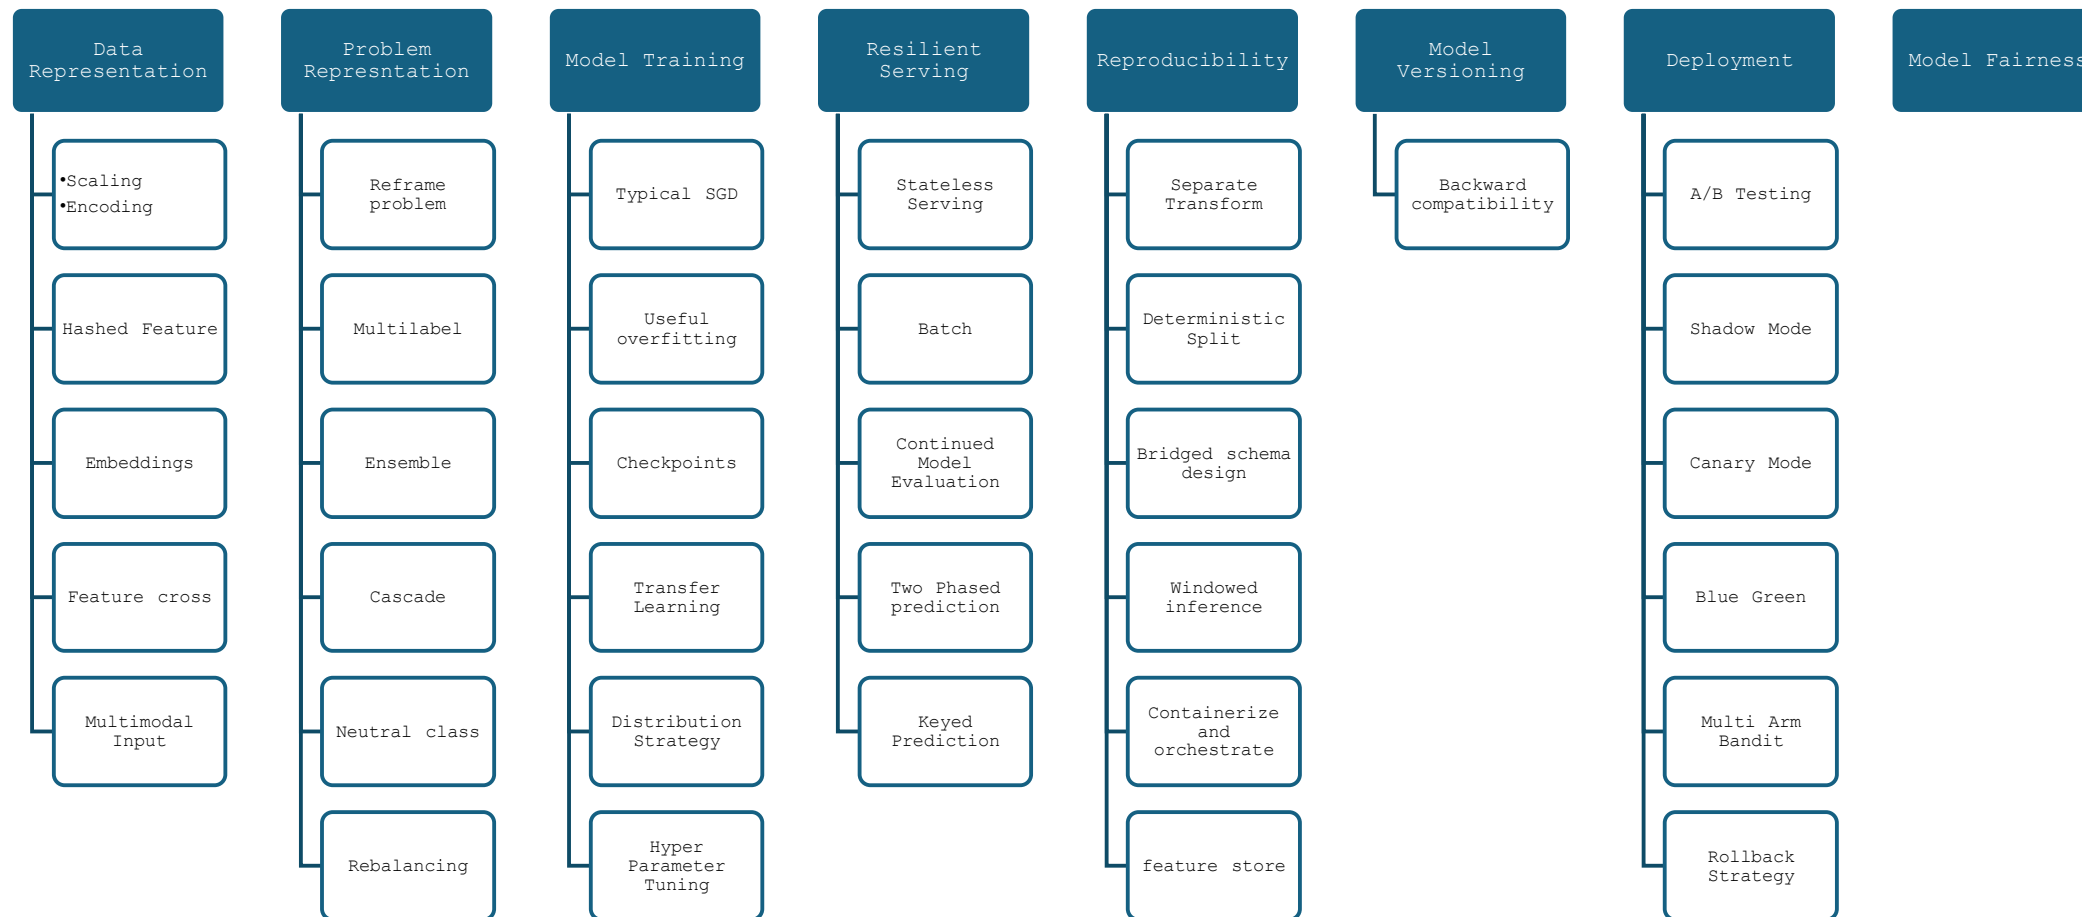 Data
Representation
•Scaling
•Encoding
Hashed Feature
Embeddings
Feature cross
Multimodal
Input
Problem
Represntation
Reframe
problem
Multilabel
Ensemble
Cascade
Neutral class
Rebalancing
Model Training
Typical SGD
Useful
overfitting
Checkpoints
Transfer
Learning
Distribution
Strategy
Hyper
Parameter
Tuning
Resilient
Serving
Stateless
Serving
Batch
Continued
Model
Evaluation
Two Phased
prediction
Keyed
Prediction
Reproducibility
Separate
Transform
Deterministic
Split
Bridged schema
design
Windowed
inference
Containerize
and
orchestrate
feature store
Model
Versioning
Backward
compatibility
Deployment
A/B Testing
Shadow Mode
Canary Mode
Blue Green
Multi Arm
Bandit
Rollback
Strategy
Model Fairness